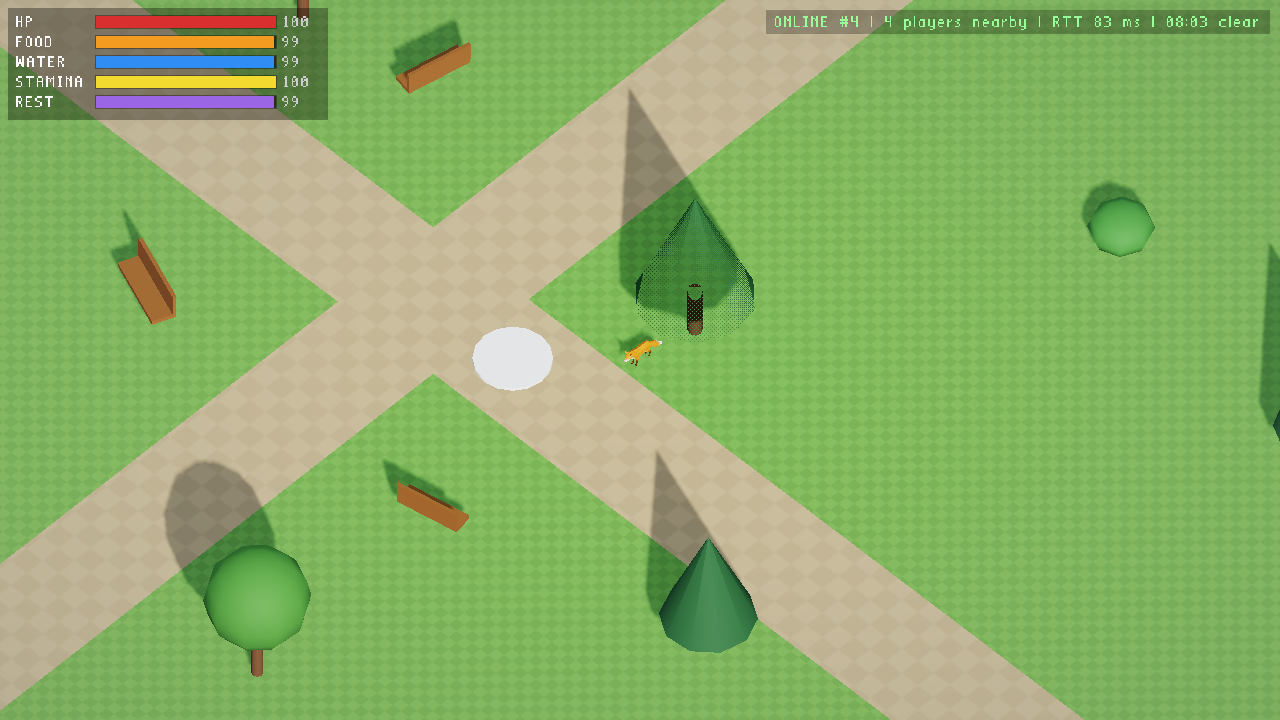 HP 100
ONLINE #4 | 4 players nearby | RTT 83 ms | 08:03 clear
FOOD 99
WATER 99
STAMINA 100
REST 99